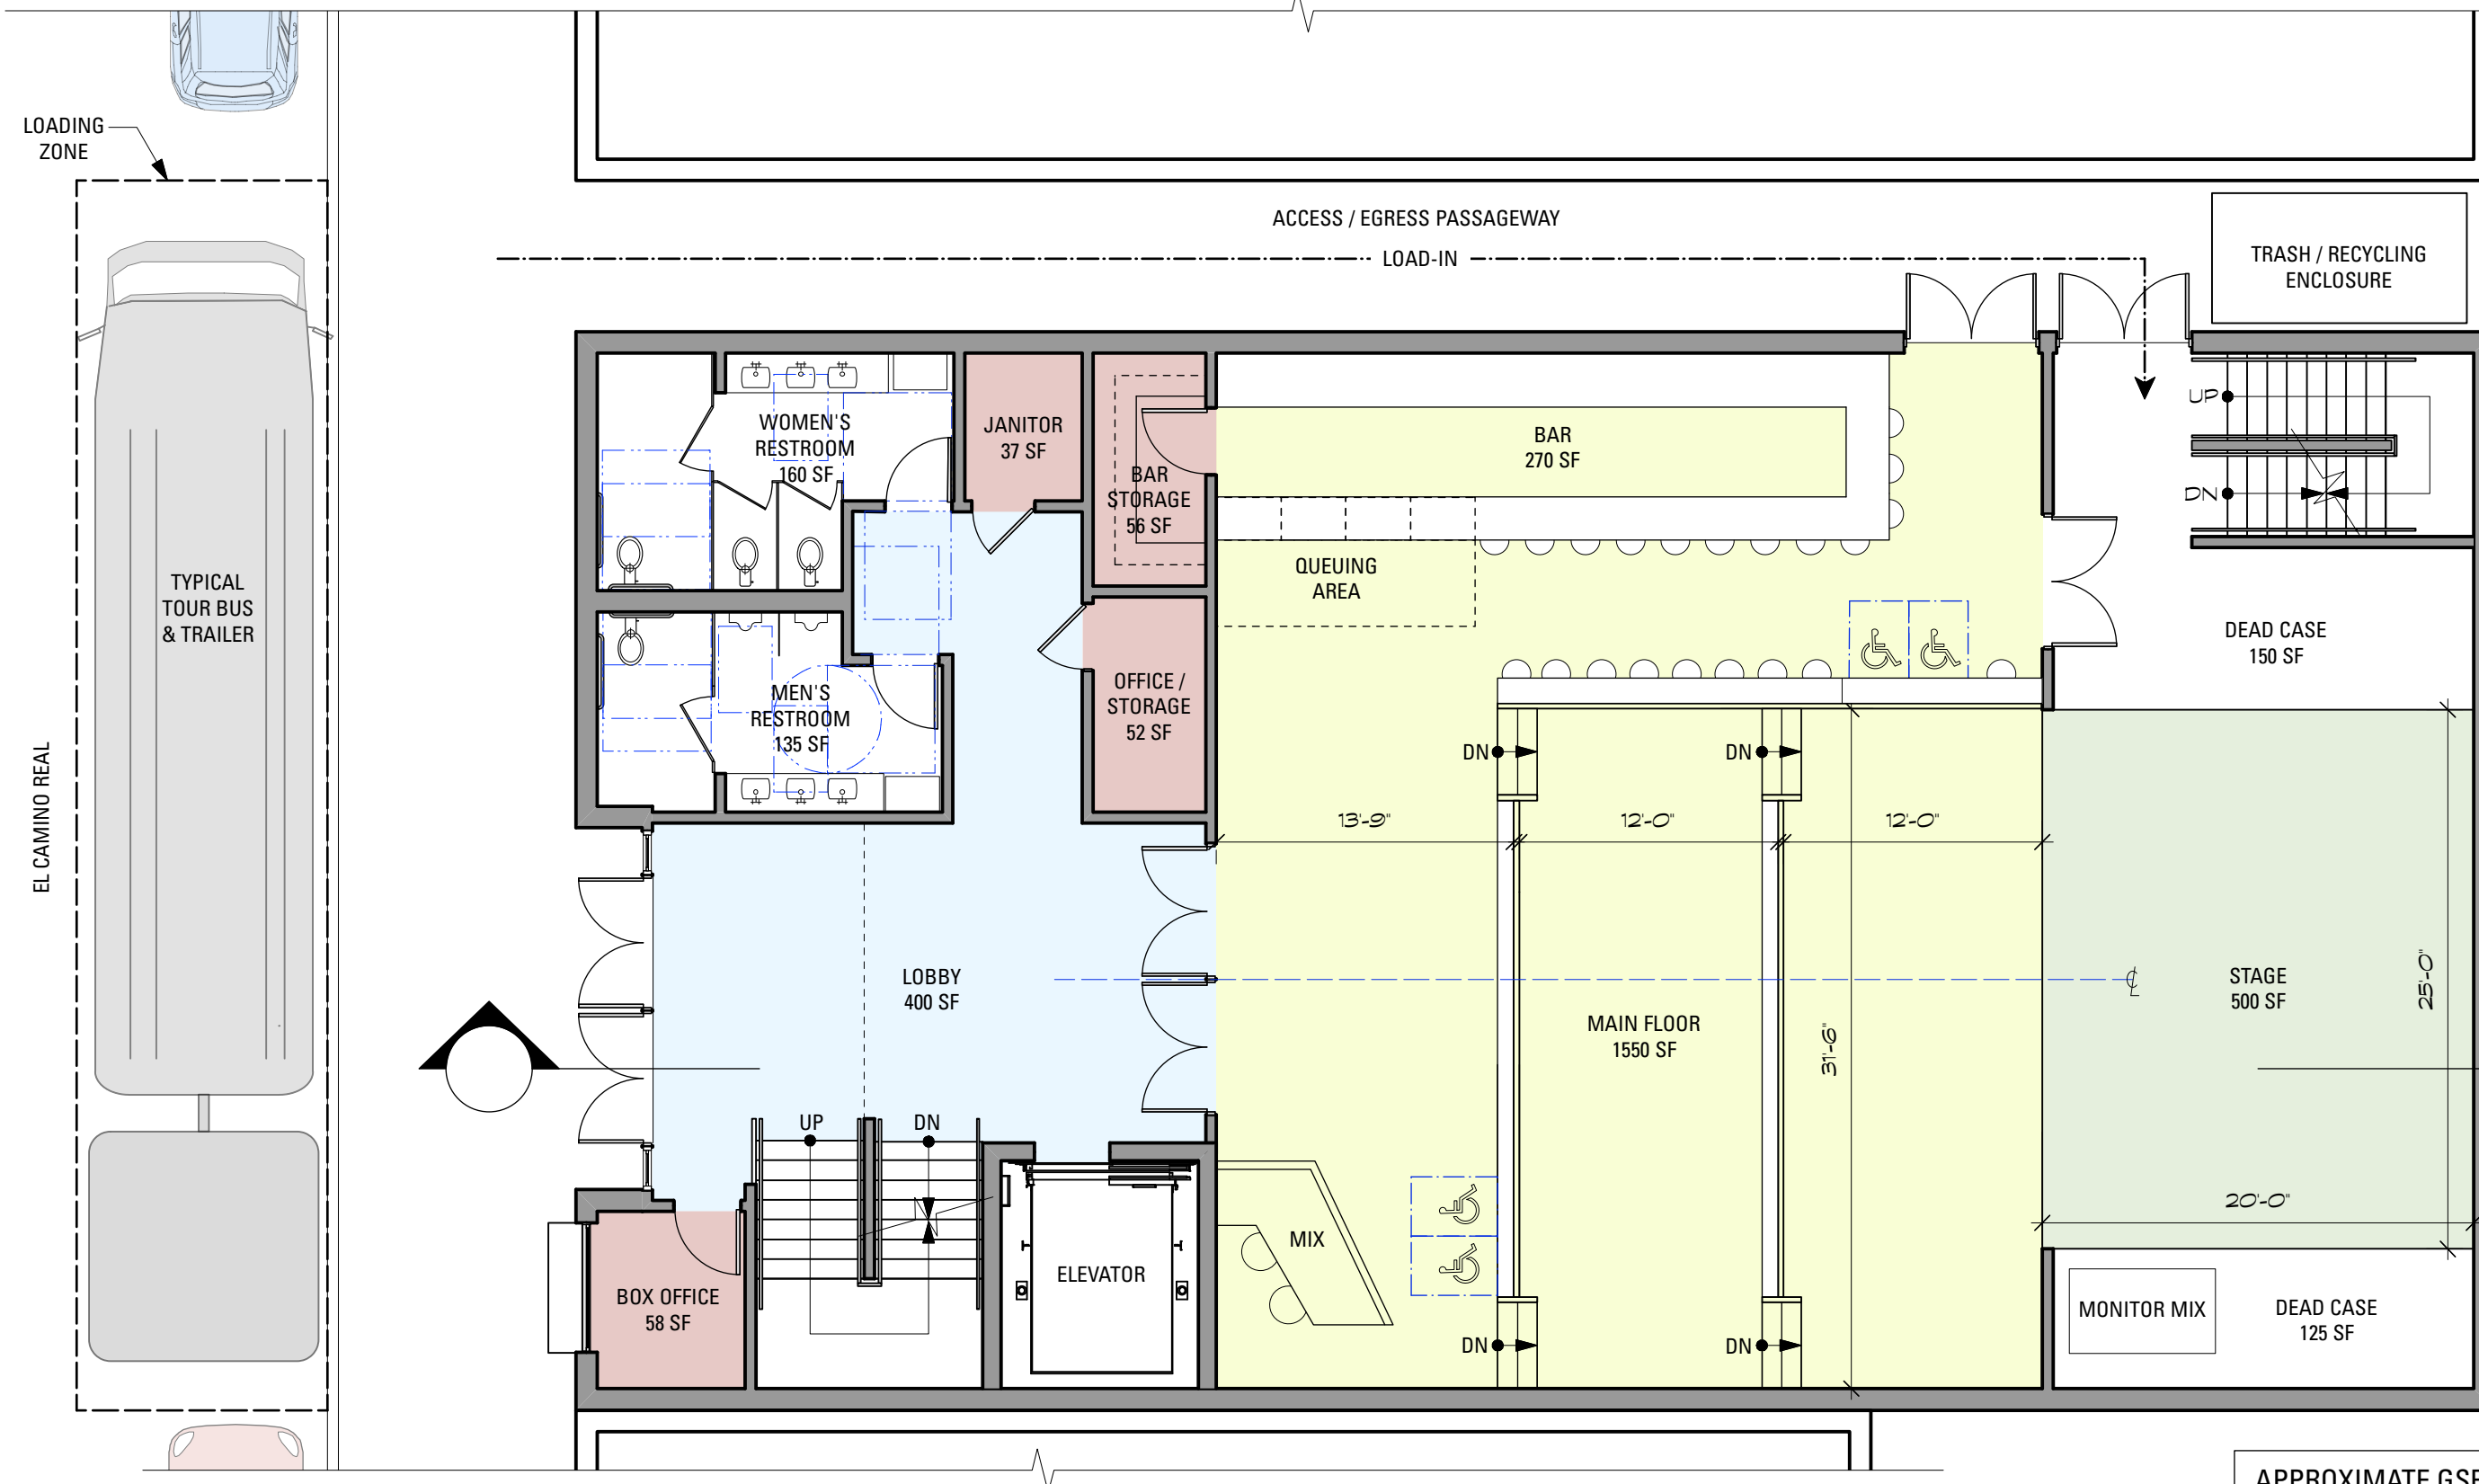 LOADING
ZONE
ACCESS / EGRESS PASSAGEWAY
LOAD-IN
TRASH / RECYCLING
ENCLOSURE
WOMEN'S
RESTROOM
160 SF
JANITOR
37 SF
BAR
STORAGE
56 SF
BAR
270 SF
UP
DN
QUEUING
AREA
TYPICAL
TOUR BUS
& TRAILER
DEAD CASE
150 SF
MEN'S
RESTROOM
135 SF
OFFICE /
STORAGE
52 SF
DN
DN
EL CAMINO REAL
13'-9"
12'-0"
12'-0"
LOBBY
400 SF
STAGE
500 SF
25'-0"
MAIN FLOOR
1550 SF
31'-6"
UP
DN
20'-0"
MIX
ELEVATOR
BOX OFFICE
58 SF
MONITOR MIX
DEAD CASE
125 SF
DN
DN
APPROXIMATE GSF